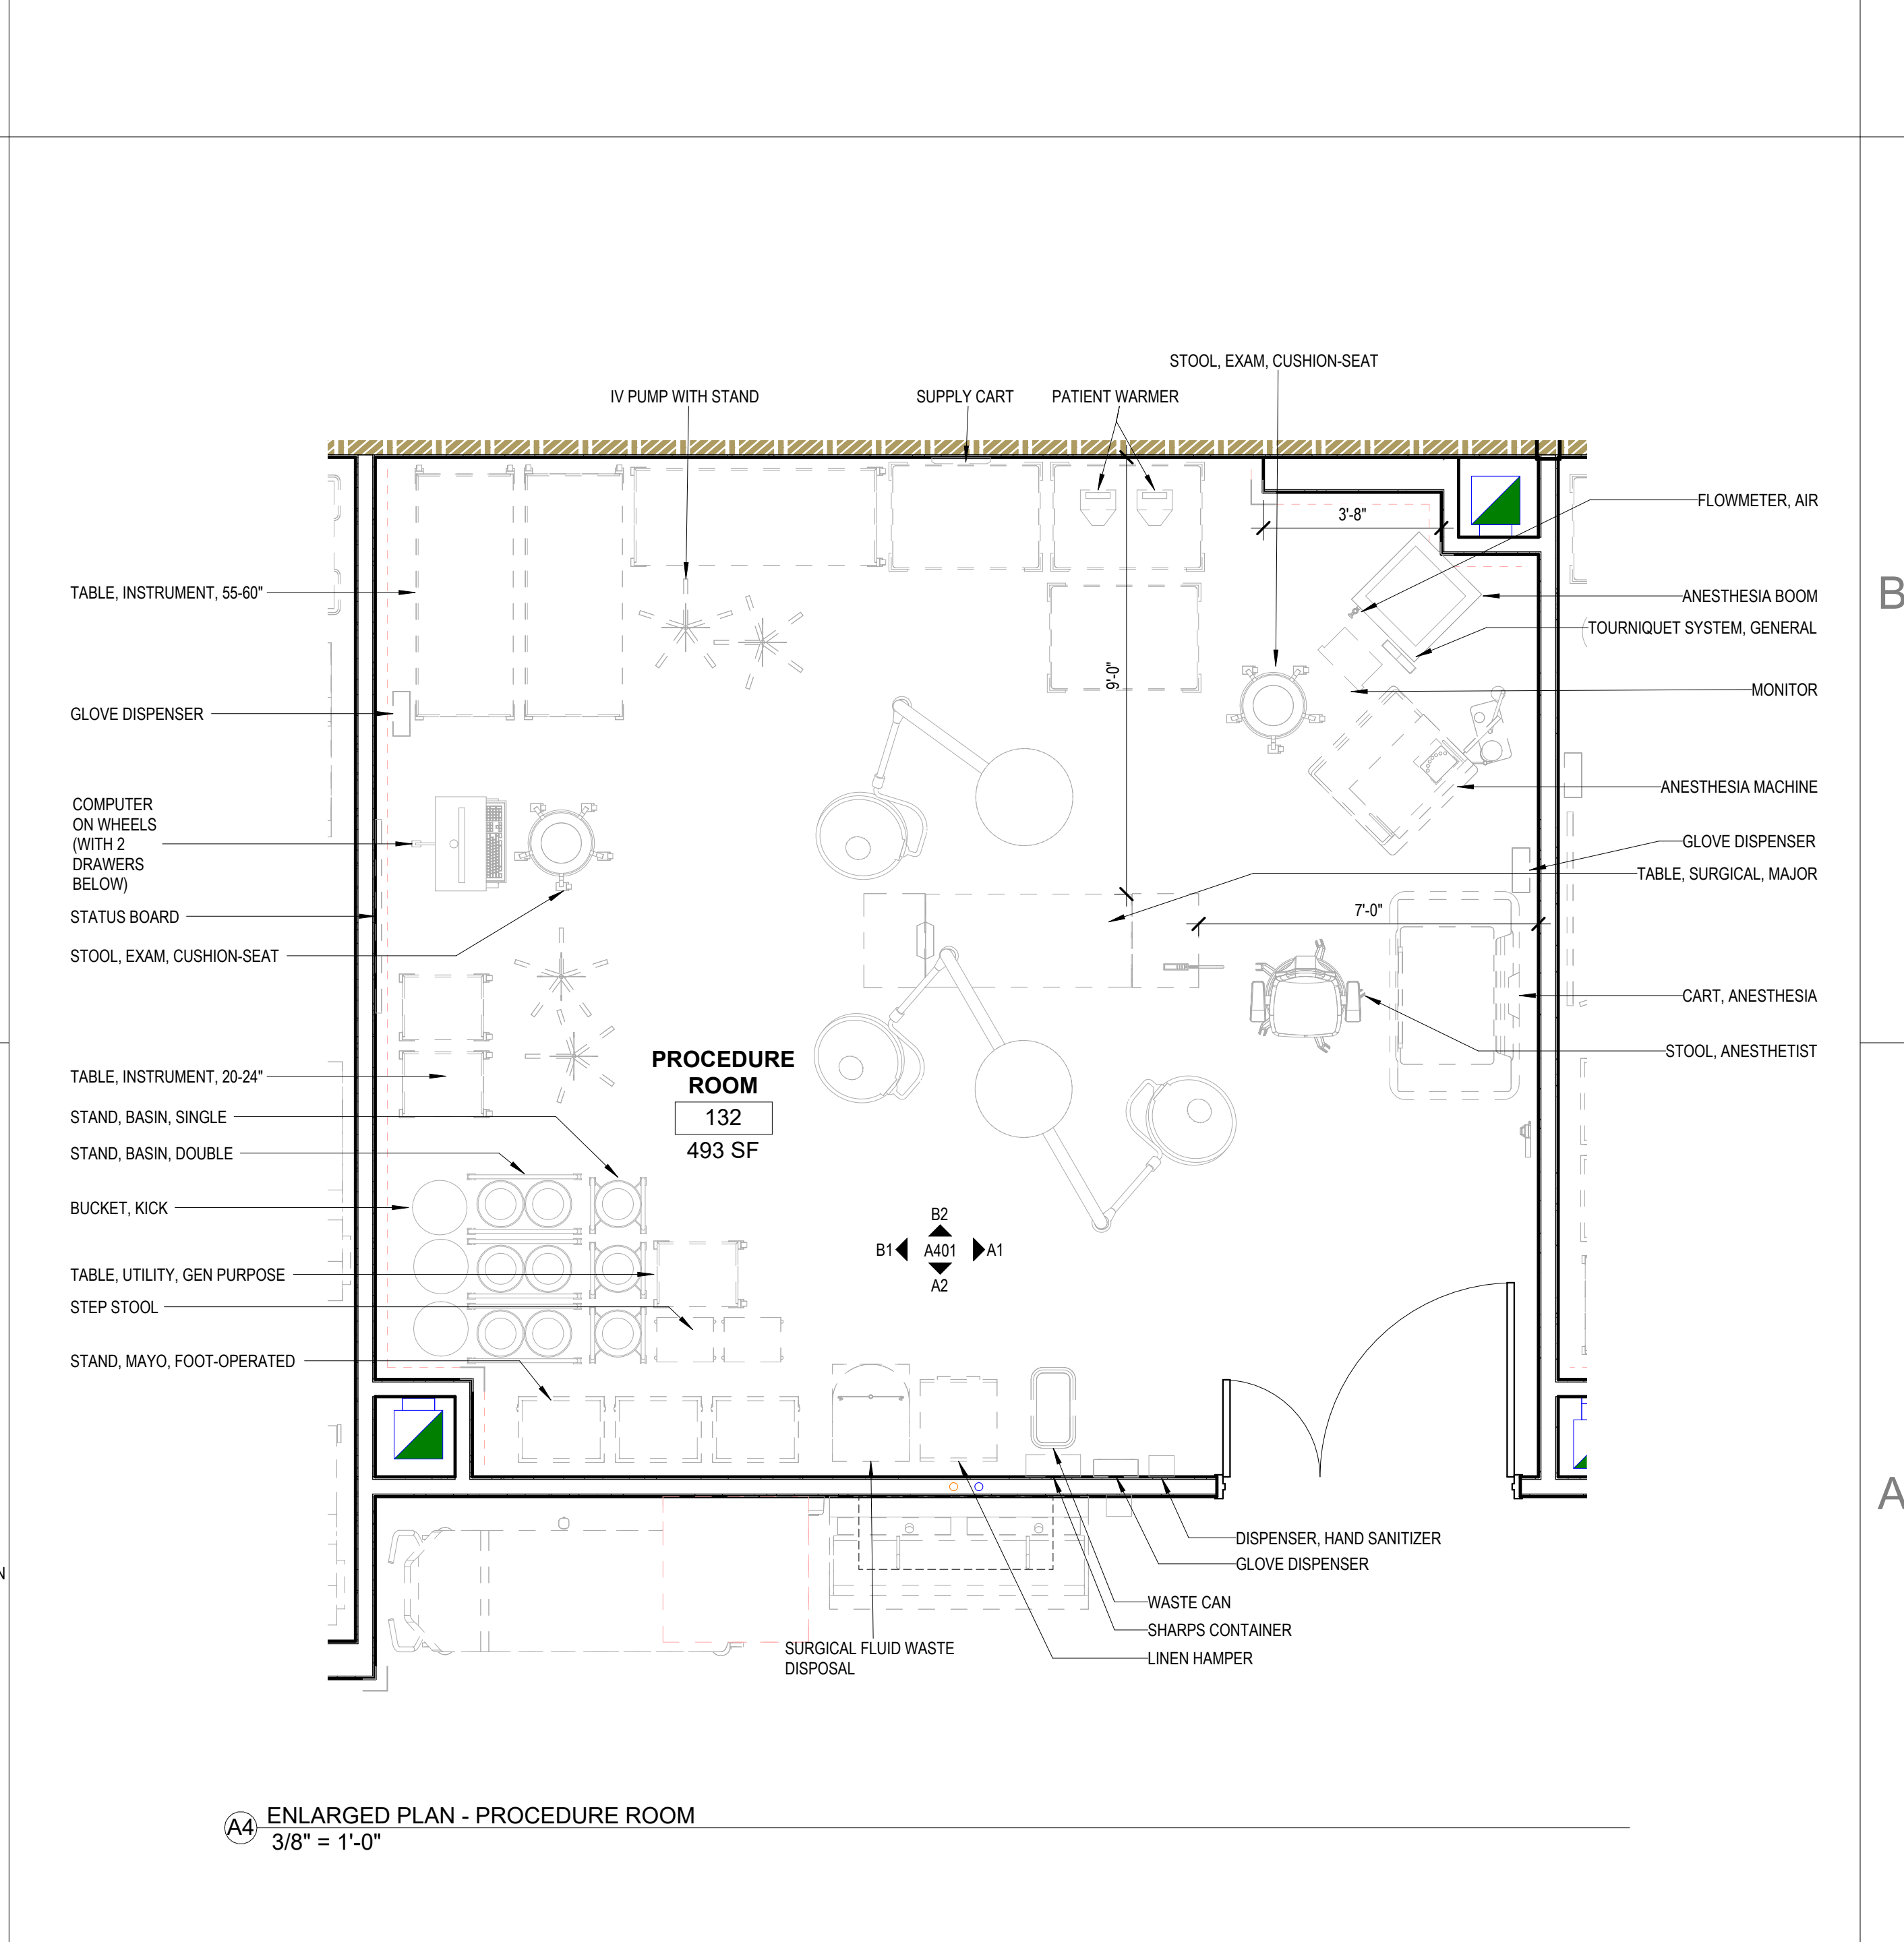 STOOL, EXAM, CUSHION-SEAT
IV PUMP WITH STAND
SUPPLY CART
PATIENT WARMER
3'-8"
FLOWMETER, AIR
TABLE, INSTRUMENT, 55-60"
ANESTHESIA BOOM
B
TOURNIQUET SYSTEM, GENERAL
9'-0"
MONITOR
GLOVE DISPENSER
ANESTHESIA MACHINE
COMPUTER
ON WHEELS
(WITH 2
DRAWERS
BELOW)
GLOVE DISPENSER
TABLE, SURGICAL, MAJOR
7'-0"
STATUS BOARD
STOOL, EXAM, CUSHION-SEAT
CART, ANESTHESIA
STOOL, ANESTHETIST
PROCEDURE
ROOM
132
493 SF
TABLE, INSTRUMENT, 20-24"
STAND, BASIN, SINGLE
STAND, BASIN, DOUBLE
BUCKET, KICK
B2
B1
A401
A1
A2
TABLE, UTILITY, GEN PURPOSE
STEP STOOL
STAND, MAYO, FOOT-OPERATED
A
DISPENSER, HAND SANITIZER
GLOVE DISPENSER
N
WASTE CAN
SHARPS CONTAINER
LINEN HAMPER
SURGICAL FLUID WASTE
DISPOSAL
A4
ENLARGED PLAN - PROCEDURE ROOM
3/8" = 1'-0"